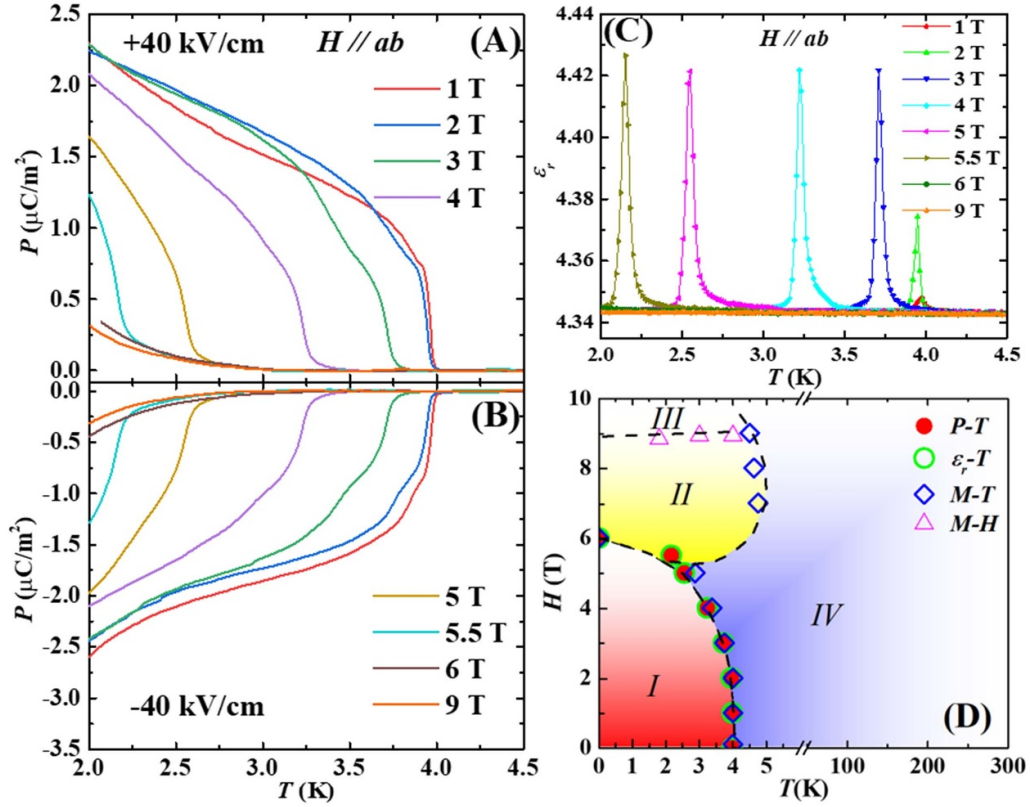 +40 kV/cm
H // ab
(A)
1 T
2 T
3 T
4 T
2.5
2.0
1.5
1.0
0.5
0.0
P (μC/m²)
0.0
-0.5
-1.0
-1.5
-2.0
-2.5
-3.0
-3.5
P (μC/m²)
(B)
-40 kV/cm
5 T
5.5 T
6 T
9 T
2.0 2.5 3.0 3.5 4.0 4.5
T (K)
(C)
H // ab
1 T
2 T
3 T
4 T
5 T
5.5 T
6 T
9 T
4.44
4.42
4.40
4.38
4.36
4.34
εr
2.0 2.5 3.0 3.5 4.0 4.5
T (K)
10
8
6
4
2
0
H (T)
III
II
I
IV
P-T
εr-T
M-T
M-H
(D)
0 1 2 3 4 5 100 200 300
T(K)